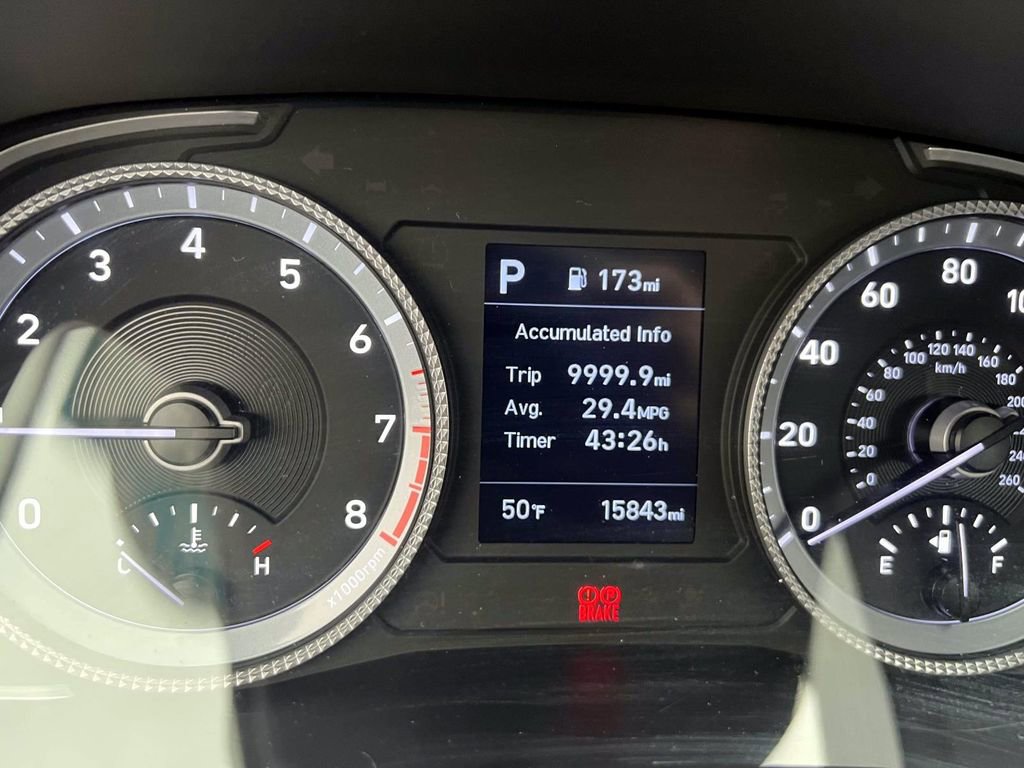 0
2
3
4
5
6
7
8
x1000rpm
C
H
P 173mi
Accumulated Info
Trip 9999.9mi
Avg. 29.4MPG
Timer 43:26h
50°F 15843mi
BRAKE
0
20
40
60
80
km/h
0
20
40
60
80
100
120
140
160
180
200
260
E
F